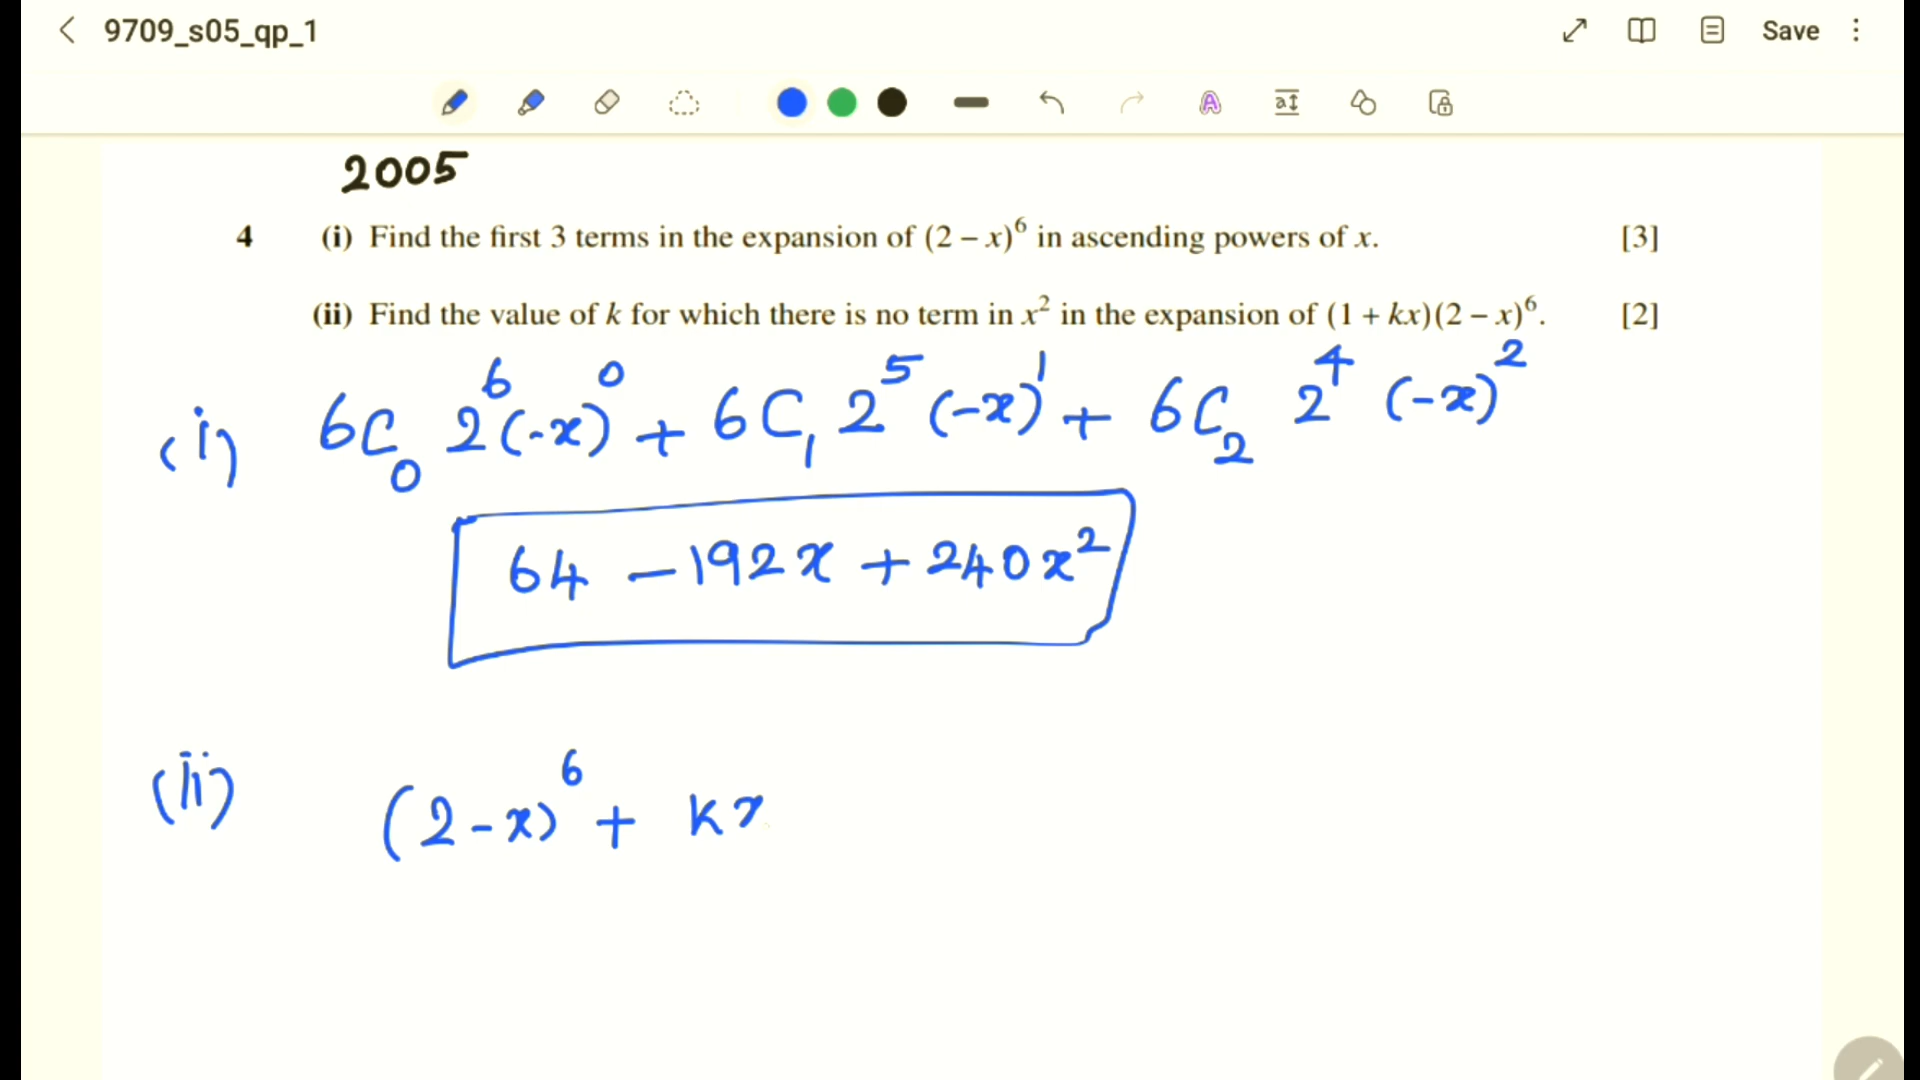 9709_s05_qp_1 Save
2005
4 (i) Find the first 3 terms in the expansion of (2 – x)⁶ in ascending powers of x. [3]
(ii) Find the value of k for which there is no term in x² in the expansion of (1 + kx)(2 – x)⁶. [2]
(i) 6C₀ 2⁶(-x)⁰ + 6C₁ 2⁵(-x)¹ + 6C₂ 2⁴(-x)²
64 – 192x + 240x²
(ii) (2-x)⁶ + kx